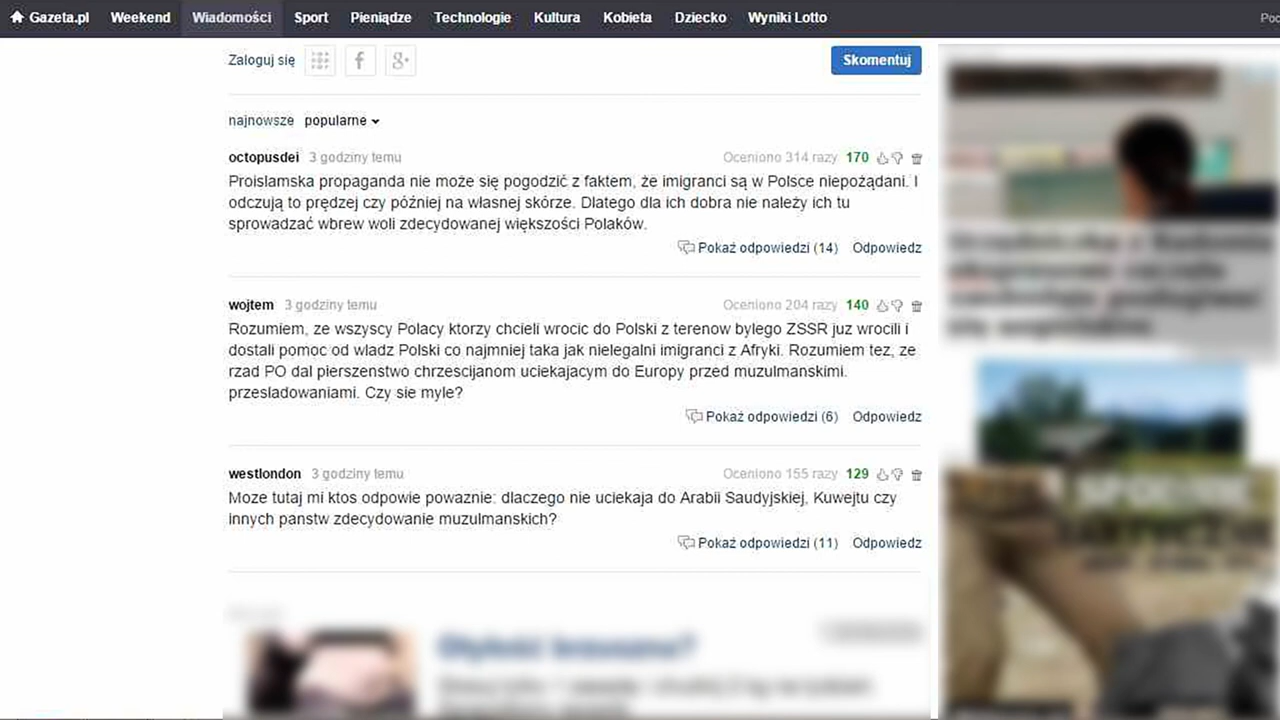 Gazeta.pl Weekend Wiadomości Sport Pieniądze Technologie Kultura Kobieta Dziecko Wyniki Lotto
Zaloguj się
Skomentuj
najnowsze popularne
octopusdei 3 godziny temu Oceniono 314 razy 170
Proislamska propaganda nie może się pogodzić z faktem, że imigranci są w Polsce niepożądani. I
odczują to prędzej czy później na własnej skórze. Dlatego dla ich dobra nie należy ich tu
sprowadzać wbrew woli zdecydowanej większości Polaków.
Pokaż odpowiedzi (14) Odpowiedz
wojtem 3 godziny temu Oceniono 204 razy 140
Rozumiem, ze wszyscy Polacy ktorzy chcieli wrocic do Polski z terenow bylego ZSSR juz wrocili i
dostali pomoc od wladz Polski co najmniej taka jak nielegalni imigranci z Afryki. Rozumiem tez, ze
rzad PO dal pierszenstwo chrzescijanom uciekajacym do Europy przed muzulmanskimi.
przesladowaniami. Czy sie myle?
Pokaż odpowiedzi (6) Odpowiedz
westlondon 3 godziny temu Oceniono 155 razy 129
Moze tutaj mi ktos odpowie powaznie: dlaczego nie uciekaja do Arabii Saudyjskiej, Kuwejtu czy
innych panstw zdecydowanie muzulmanskich?
Pokaż odpowiedzi (11) Odpowiedz